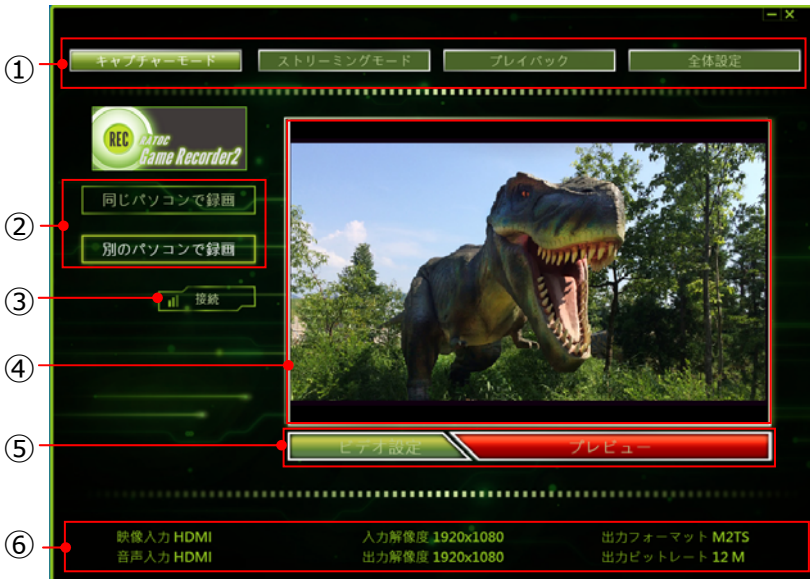 ①
キャプチャーモード ストリーミングモード プレイバック 全体設定
REC RATOC
Game Recorder2
②
同じパソコンで録画
別のパソコンで録画
③
接続
④
⑤
ビデオ設定 プレビュー
⑥
映像入力 HDMI 入力解像度 1920x1080 出力フォーマット M2TS
音声入力 HDMI 出力解像度 1920x1080 出力ビットレート 12 M